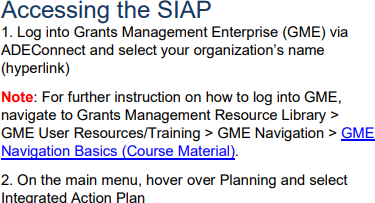 Accessing the SIAP
1. Log into Grants Management Enterprise (GME) via
ADEConnect and select your organization's name
(hyperlink)
Note: For further instruction on how to log into GME,
navigate to Grants Management Resource Library >
GME User Resources/Training > GME Navigation > GME
Navigation Basics (Course Material).
2. On the main menu, hover over Planning and select
Integrated Action Plan